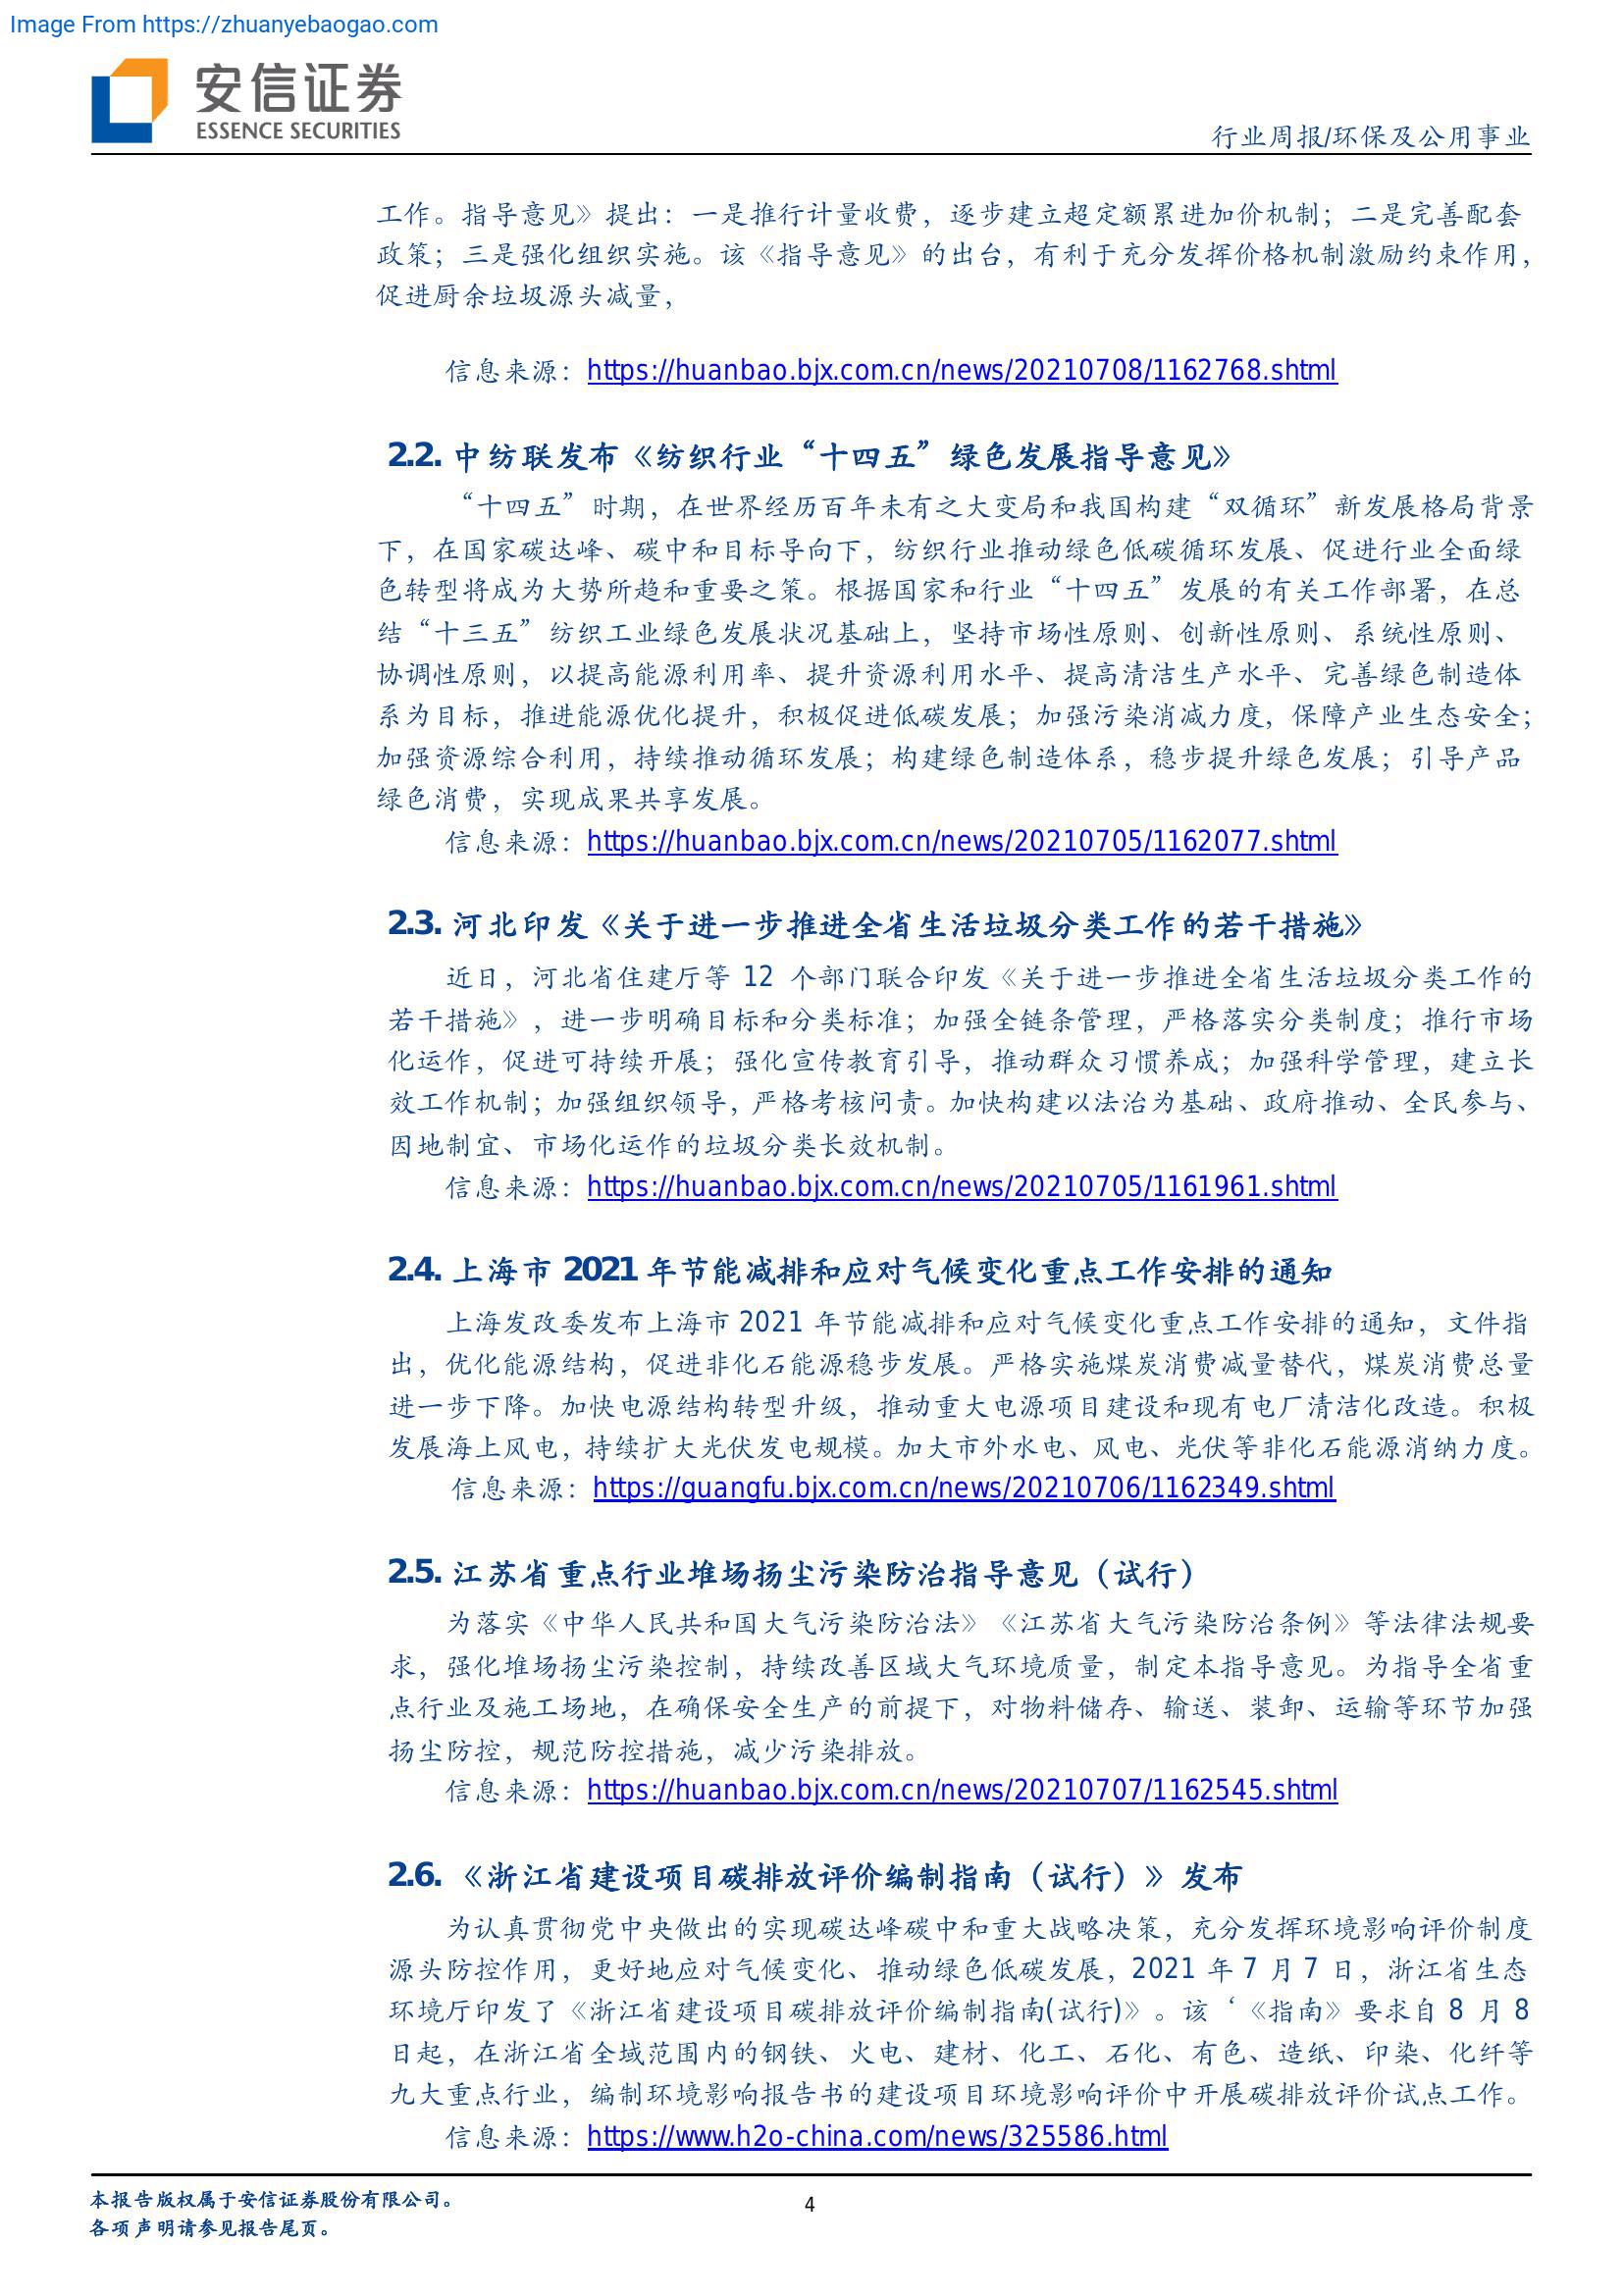 Image From https://zhuanyebaogao.com
安信证券
ESSENCE SECURITIES
行业周报/环保及公用事业
工作。指导意见》提出：一是推行计量收费，逐步建立超定额累进加价机制；二是完善配套
政策；三是强化组织实施。该《指导意见》的出台，有利于充分发挥价格机制激励约束作用，
促进厨余垃圾源头减量，
信息来源：https://huanbao.bjx.com.cn/news/20210708/1162768.shtml
2.2. 中纺联发布《纺织行业“十四五”绿色发展指导意见》
“十四五”时期，在世界经历百年未有之大变局和我国构建“双循环”新发展格局背景
下，在国家碳达峰、碳中和目标导向下，纺织行业推动绿色低碳循环发展、促进行业全面绿
色转型将成为大势所趋和重要之策。根据国家和行业“十四五”发展的有关工作部署，在总
结“十三五”纺织工业绿色发展状况基础上，坚持市场性原则、创新性原则、系统性原则、
协调性原则，以提高能源利用率、提升资源利用水平、提高清洁生产水平、完善绿色制造体
系为目标，推进能源优化提升，积极促进低碳发展；加强污染消减力度，保障产业生态安全；
加强资源综合利用，持续推动循环发展；构建绿色制造体系，稳步提升绿色发展；引导产品
绿色消费，实现成果共享发展。
信息来源：https://huanbao.bjx.com.cn/news/20210705/1162077.shtml
2.3. 河北印发《关于进一步推进全省生活垃圾分类工作的若干措施》
近日，河北省住建厅等 12 个部门联合印发《关于进一步推进全省生活垃圾分类工作的
若干措施》，进一步明确目标和分类标准；加强全链条管理，严格落实分类制度；推行市场
化运作，促进可持续开展；强化宣传教育引导，推动群众习惯养成；加强科学管理，建立长
效工作机制；加强组织领导，严格考核问责。加快构建以法治为基础、政府推动、全民参与、
因地制宜、市场化运作的垃圾分类长效机制。
信息来源：https://huanbao.bjx.com.cn/news/20210705/1161961.shtml
2.4. 上海市 2021 年节能减排和应对气候变化重点工作安排的通知
上海发改委发布上海市 2021 年节能减排和应对气候变化重点工作安排的通知，文件指
出，优化能源结构，促进非化石能源稳步发展。严格实施煤炭消费减量替代，煤炭消费总量
进一步下降。加快电源结构转型升级，推动重大电源项目建设和现有电厂清洁化改造。积极
发展海上风电，持续扩大光伏发电规模。加大市外水电、风电、光伏等非化石能源消纳力度。
信息来源：https://guangfu.bjx.com.cn/news/20210706/1162349.shtml
2.5. 江苏省重点行业堆场扬尘污染防治指导意见（试行）
为落实《中华人民共和国大气污染防治法》《江苏省大气污染防治条例》等法律法规要
求，强化堆场扬尘污染控制，持续改善区域大气环境质量，制定本指导意见。为指导全省重
点行业及施工场地，在确保安全生产的前提下，对物料储存、输送、装卸、运输等环节加强
扬尘防控，规范防控措施，减少污染排放。
信息来源：https://huanbao.bjx.com.cn/news/20210707/1162545.shtml
2.6. 《浙江省建设项目碳排放评价编制指南（试行）》发布
为认真贯彻党中央做出的实现碳达峰碳中和重大战略决策，充分发挥环境影响评价制度
源头防控作用，更好地应对气候变化、推动绿色低碳发展，2021 年 7 月 7 日，浙江省生态
环境厅印发了《浙江省建设项目碳排放评价编制指南(试行)》。该‘《指南》要求自 8 月 8
日起，在浙江省全域范围内的钢铁、火电、建材、化工、石化、有色、造纸、印染、化纤等
九大重点行业，编制环境影响报告书的建设项目环境影响评价中开展碳排放评价试点工作。
信息来源：https://www.h2o-china.com/news/325586.html
本报告版权属于安信证券股份有限公司。
4
各项声明请参见报告尾页。